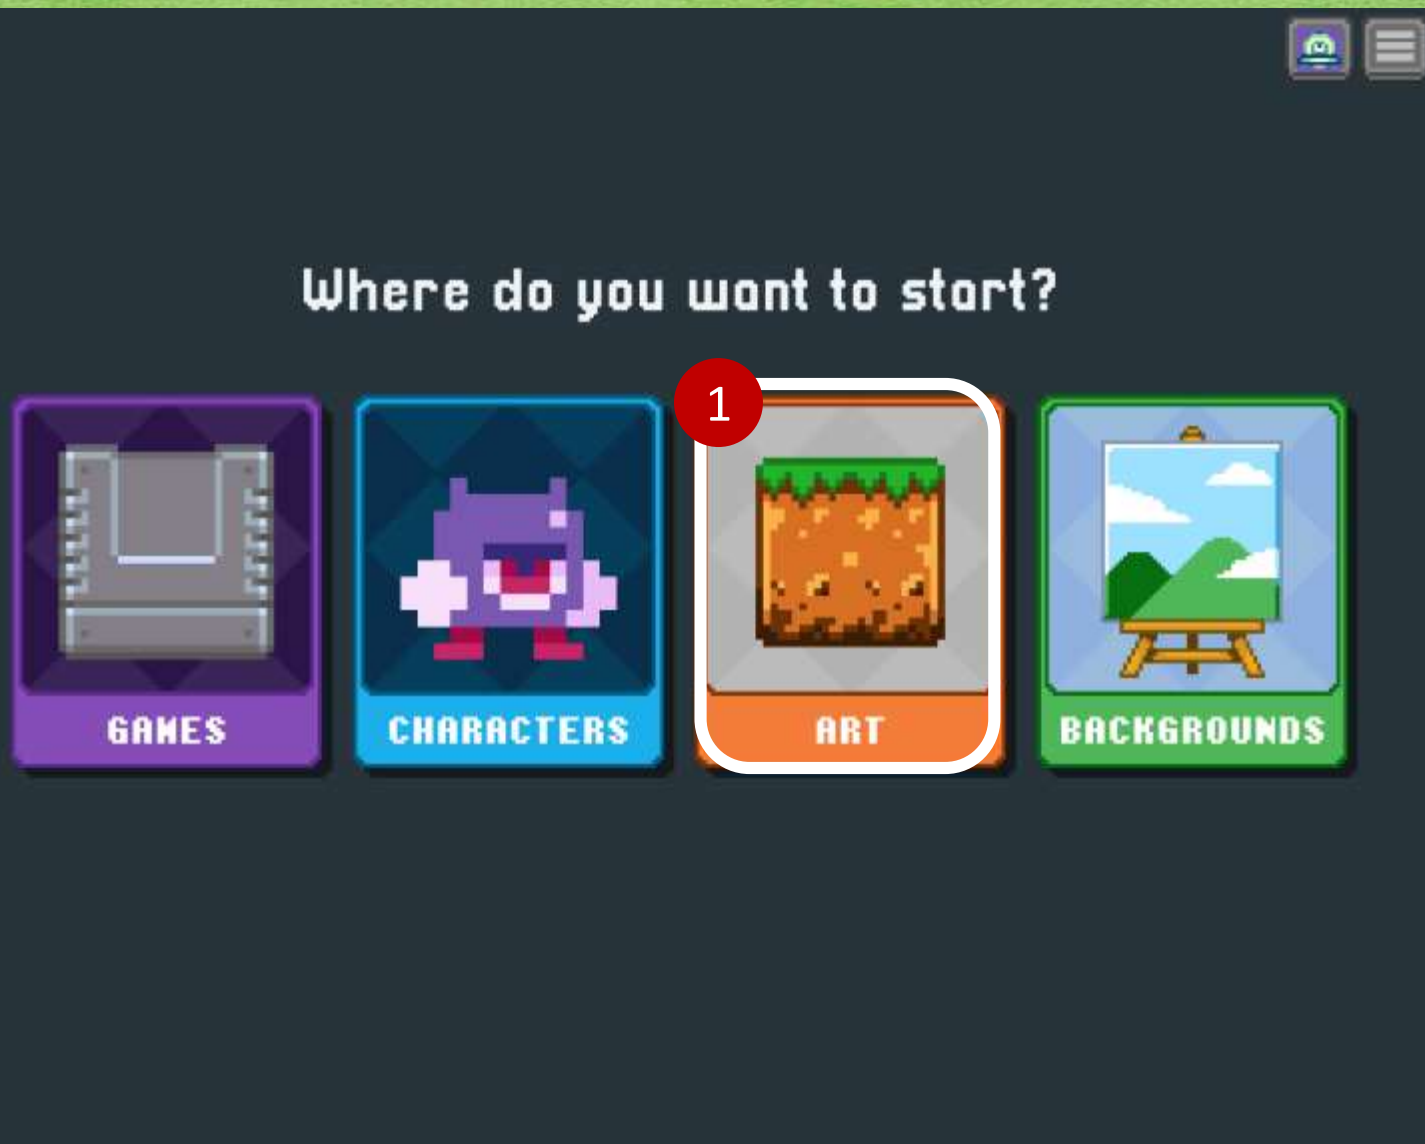 Where do you want to start?
1
GAMES
CHARACTERS
ART
BACKGROUNDS